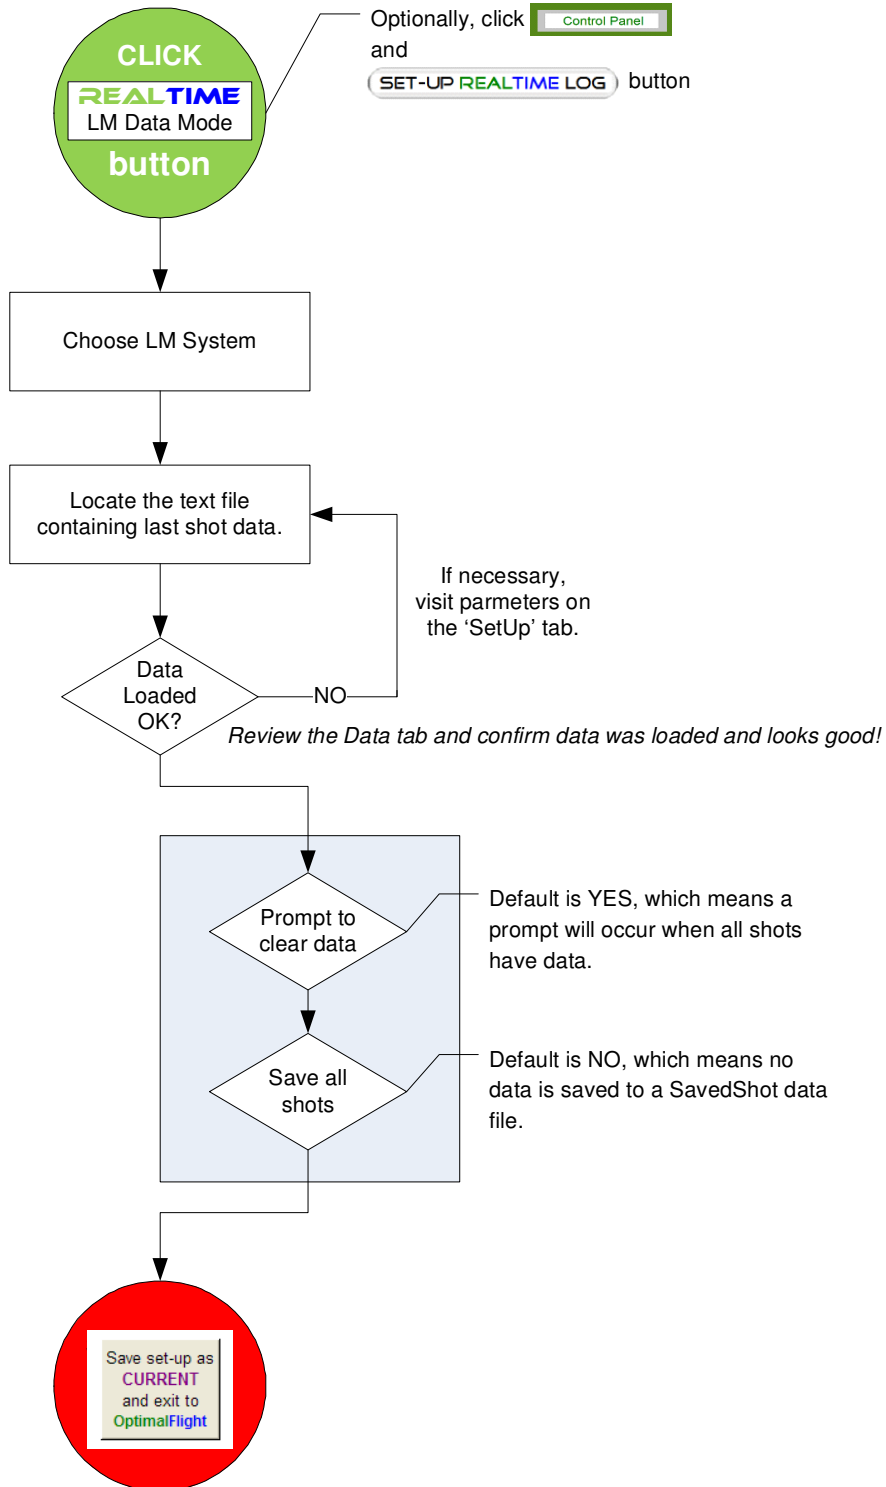 CLICK
REALTIME
LM Data Mode
button
Optionally, click Control Panel
and
SET-UP REALTIME LOG button
Choose LM System
Locate the text file
containing last shot data.
If necessary,
visit parmeters on
the ‘SetUp’ tab.
Data
Loaded
OK?
NO
Review the Data tab and confirm data was loaded and looks good!
Prompt to
clear data
Default is YES, which means a
prompt will occur when all shots
have data.
Save all
shots
Default is NO, which means no
data is saved to a SavedShot data
file.
Save set-up as
CURRENT
and exit to
OptimalFlight